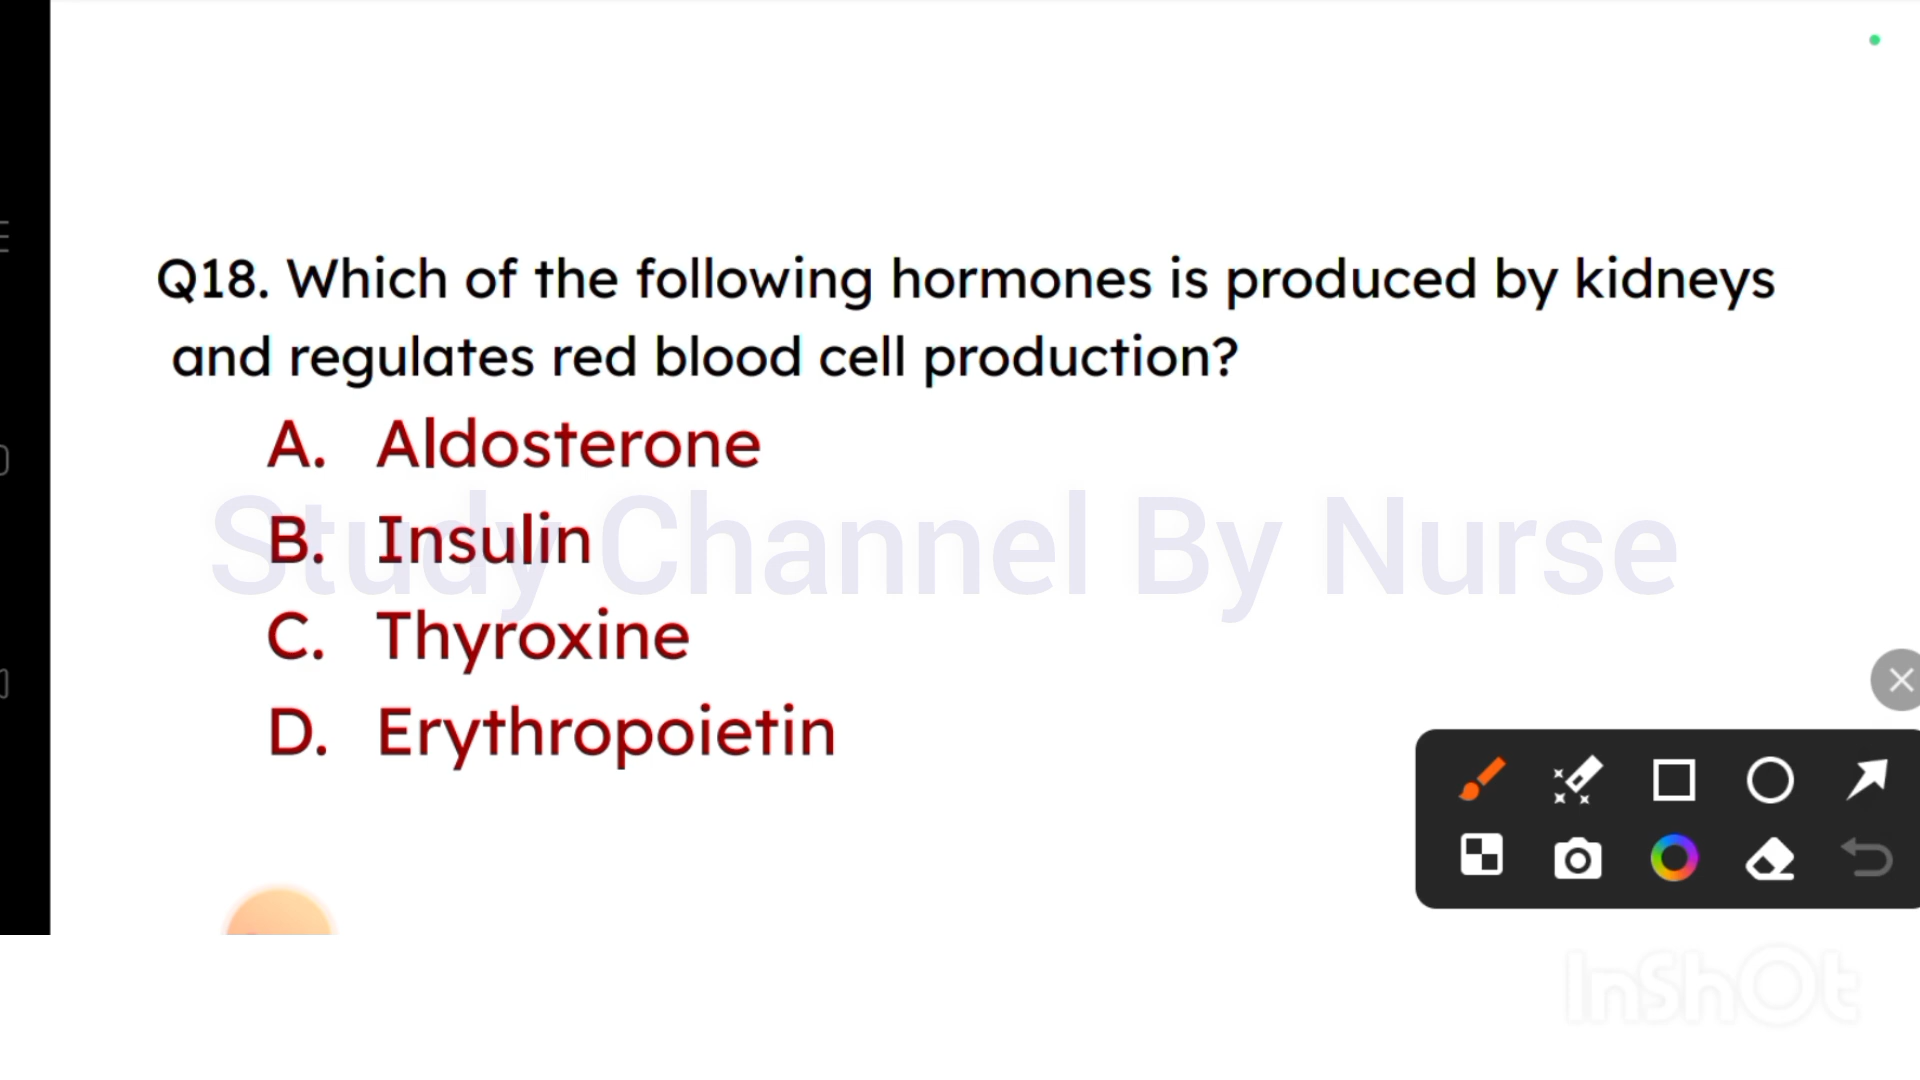 Q18. Which of the following hormones is produced by kidneys
and regulates red blood cell production?
A. Aldosterone
Study Channel By Nurse
B. Insulin
C. Thyroxine
D. Erythropoietin
InShOt